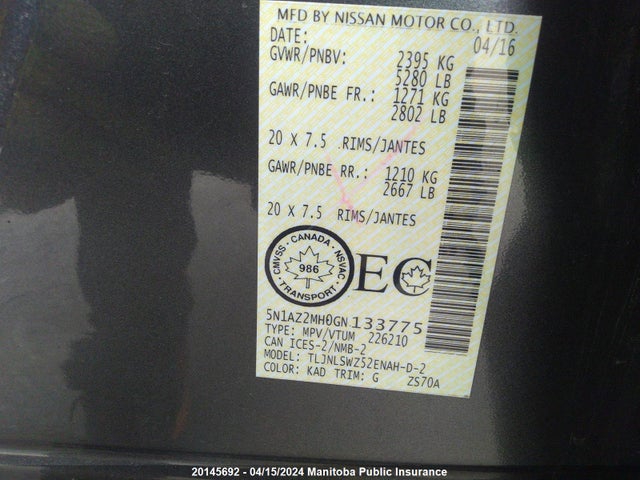 MFD BY NISSAN MOTOR CO., LTD.
DATE: 04/16
GVWR/PNBV: 2395 KG
5280 LB
GAWR/PNBE FR.: 1271 KG
2802 LB
20 X 7.5 RIMS/JANTES
GAWR/PNBE RR.: 1210 KG
2667 LB
20 X 7.5 RIMS/JANTES
CMVSS · CANADA · NSVAC
986
TRANSPORT
EC
5N1AZ2MH0GN133775
TYPE: MPV/VTUM 226210
CAN ICES-2/NMB-2
MODEL: TLJNLSWZ52ENAH-D-2
COLOR: KAD TRIM: G ZS70A
20145692 - 04/15/2024 Manitoba Public Insurance